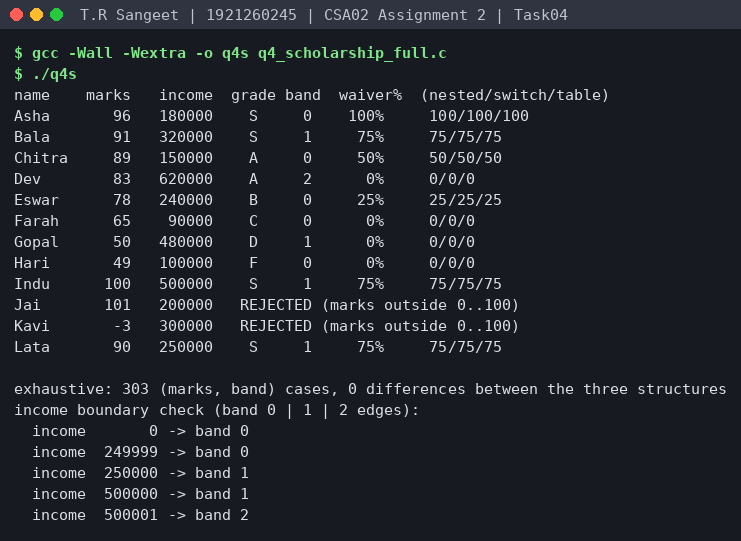 T.R Sangeet | 1921260245 | CSA02 Assignment 2 | Task04
$ gcc -Wall -Wextra -o q4s q4_scholarship_full.c
$ ./q4s
name    marks   income  grade band  waiver%  (nested/switch/table)
Asha       96   180000    S     0    100%     100/100/100
Bala       91   320000    S     1     75%     75/75/75
Chitra     89   150000    A     0     50%     50/50/50
Dev        83   620000    A     2      0%     0/0/0
Eswar      78   240000    B     0     25%     25/25/25
Farah      65    90000    C     0      0%     0/0/0
Gopal      50   480000    D     1      0%     0/0/0
Hari       49   100000    F     0      0%     0/0/0
Indu      100   500000    S     1     75%     75/75/75
Jai       101   200000   REJECTED (marks outside 0..100)
Kavi       -3   300000   REJECTED (marks outside 0..100)
Lata       90   250000    S     1     75%     75/75/75
exhaustive: 303 (marks, band) cases, 0 differences between the three structures
income boundary check (band 0 | 1 | 2 edges):
  income       0 -> band 0
  income  249999 -> band 0
  income  250000 -> band 1
  income  500000 -> band 1
  income  500001 -> band 2